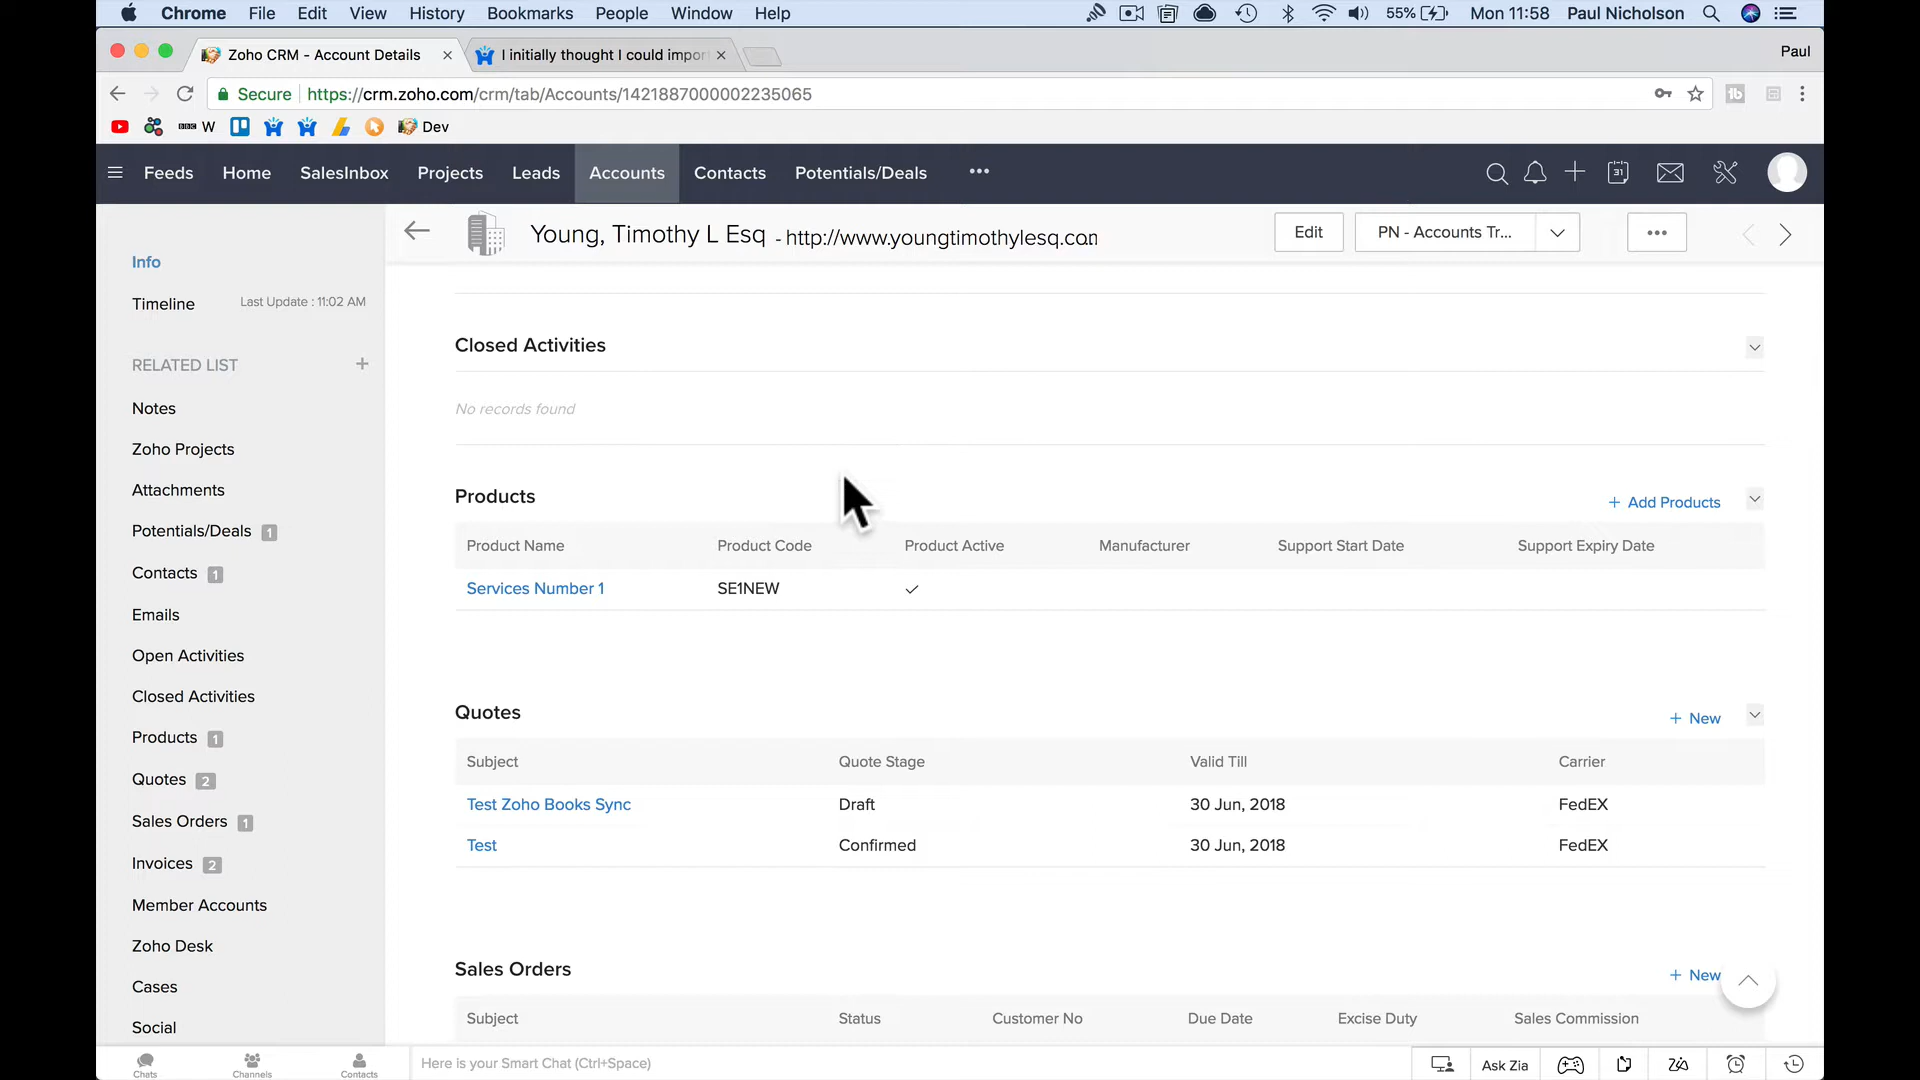 Chrome File Edit View History Bookmarks People Window Help 55% Mon 11:58 Paul Nicholson
Zoho CRM - Account Details I initially thought I could impor Paul
Secure https://crm.zoho.com/crm/tab/Accounts/1421887000002235065
BBC W Dev
Feeds Home SalesInbox Projects Leads Accounts Contacts Potentials/Deals ••• 31
Young, Timothy L Esq - http://www.youngtimothylesq.com Edit PN - Accounts Tr... •••
Info
Timeline Last Update : 11:02 AM
RELATED LIST +
Notes
Zoho Projects
Attachments
Potentials/Deals 1
Contacts 1
Emails
Open Activities
Closed Activities
Products 1
Quotes 2
Sales Orders 1
Invoices 2
Member Accounts
Zoho Desk
Cases
Social
Closed Activities
No records found
Products + Add Products
Product Name Product Code Product Active Manufacturer Support Start Date Support Expiry Date
Services Number 1 SE1NEW ✓
Quotes + New
Subject Quote Stage Valid Till Carrier
Test Zoho Books Sync Draft 30 Jun, 2018 FedEX
Test Confirmed 30 Jun, 2018 FedEX
Sales Orders + New
Subject Status Customer No Due Date Excise Duty Sales Commission
Chats Channels Contacts Here is your Smart Chat (Ctrl+Space) Ask Zia